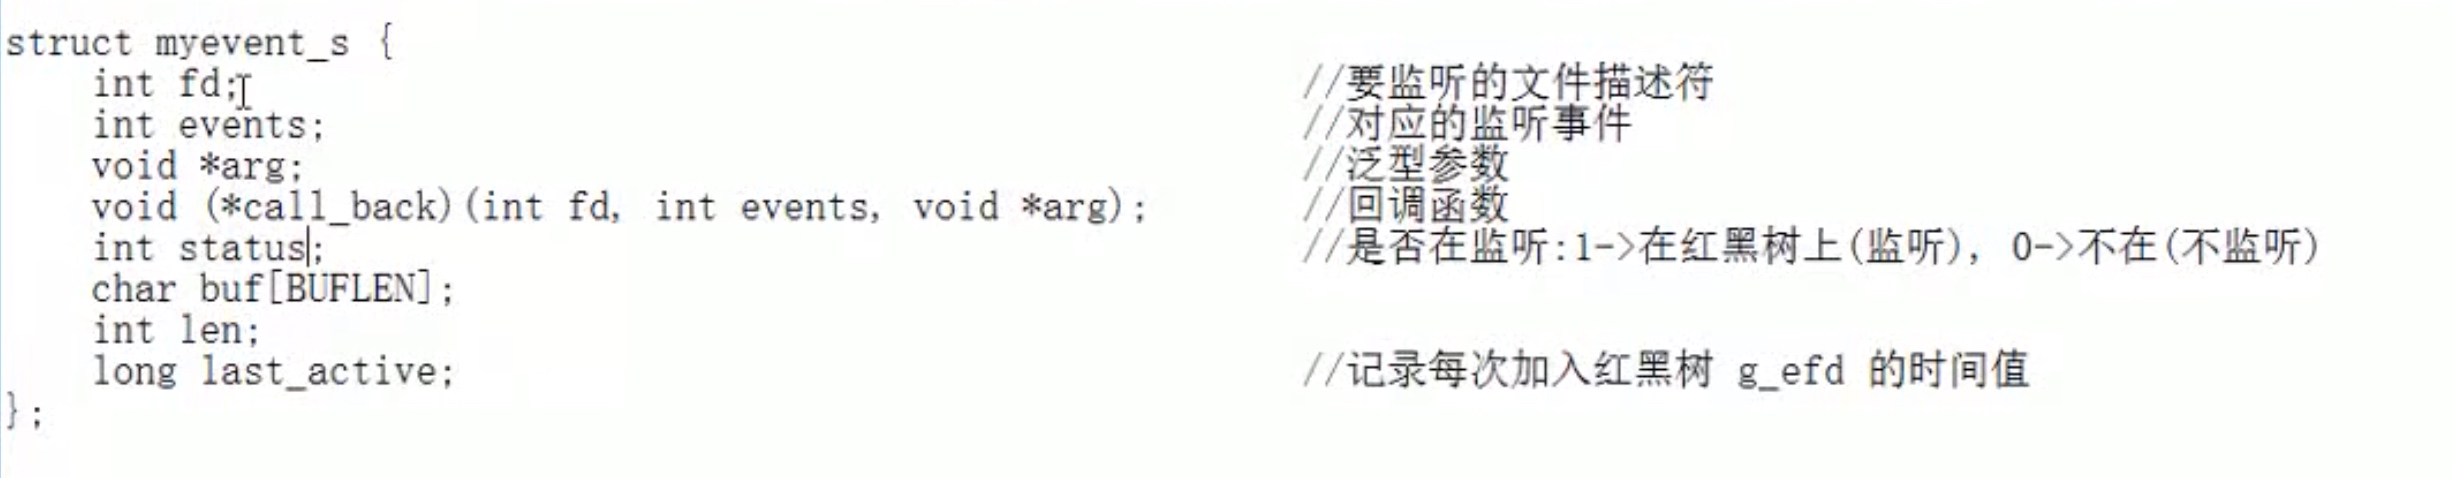 struct myevent_s {
    int fd;                                                  //要监听的文件描述符
    int events;                                              //对应的监听事件
    void *arg;                                               //泛型参数
    void (*call_back)(int fd, int events, void *arg);        //回调函数
    int status;                                              //是否在监听:1->在红黑树上(监听), 0->不在(不监听)
    char buf[BUFLEN];
    int len;
    long last_active;                                        //记录每次加入红黑树 g_efd 的时间值
};